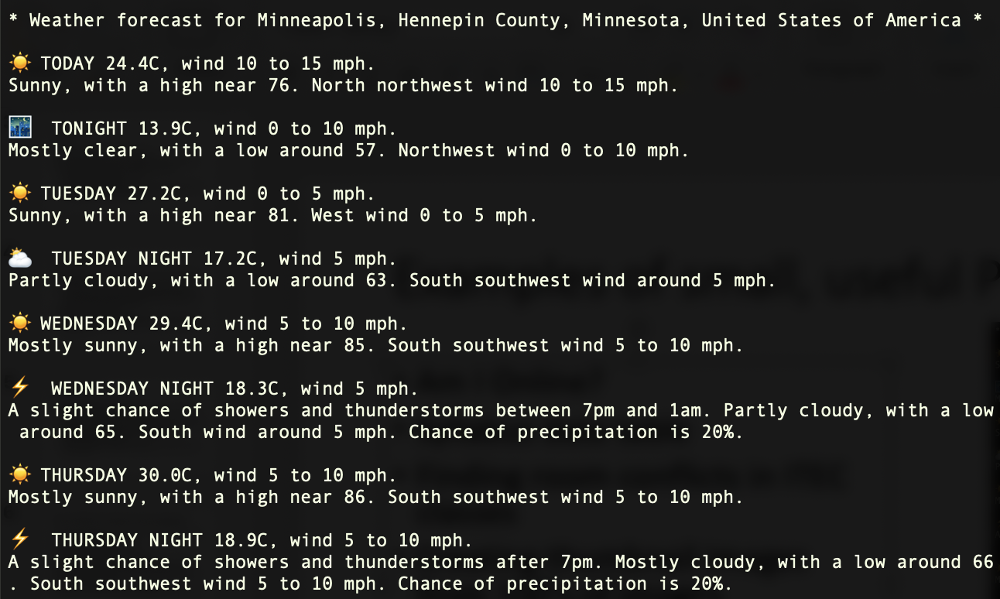 * Weather forecast for Minneapolis, Hennepin County, Minnesota, United States of America *
☀️ TODAY 24.4C, wind 10 to 15 mph.
Sunny, with a high near 76. North northwest wind 10 to 15 mph.
🌃 TONIGHT 13.9C, wind 0 to 10 mph.
Mostly clear, with a low around 57. Northwest wind 0 to 10 mph.
☀️ TUESDAY 27.2C, wind 0 to 5 mph.
Sunny, with a high near 81. West wind 0 to 5 mph.
🌥️ TUESDAY NIGHT 17.2C, wind 5 mph.
Partly cloudy, with a low around 63. South southwest wind around 5 mph.
☀️ WEDNESDAY 29.4C, wind 5 to 10 mph.
Mostly sunny, with a high near 85. South southwest wind 5 to 10 mph.
⚡ WEDNESDAY NIGHT 18.3C, wind 5 mph.
A slight chance of showers and thunderstorms between 7pm and 1am. Partly cloudy, with a low
around 65. South wind around 5 mph. Chance of precipitation is 20%.
☀️ THURSDAY 30.0C, wind 5 to 10 mph.
Mostly sunny, with a high near 86. South southwest wind 5 to 10 mph.
⚡ THURSDAY NIGHT 18.9C, wind 5 to 10 mph.
A slight chance of showers and thunderstorms after 7pm. Mostly cloudy, with a low around 66
. South southwest wind 5 to 10 mph. Chance of precipitation is 20%.